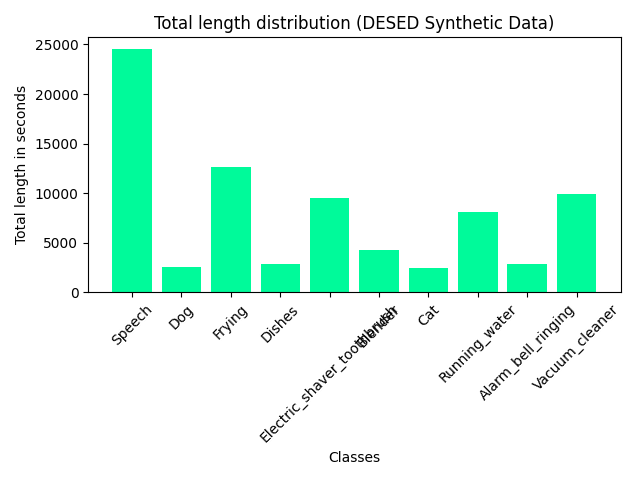 Total length distribution (DESED Synthetic Data)
Total length in seconds
25000
20000
15000
10000
5000
0
Speech
Dog
Frying
Dishes
Electric_shaver_toothbrush
Blender
Cat
Running_water
Alarm_bell_ringing
Vacuum_cleaner
Classes